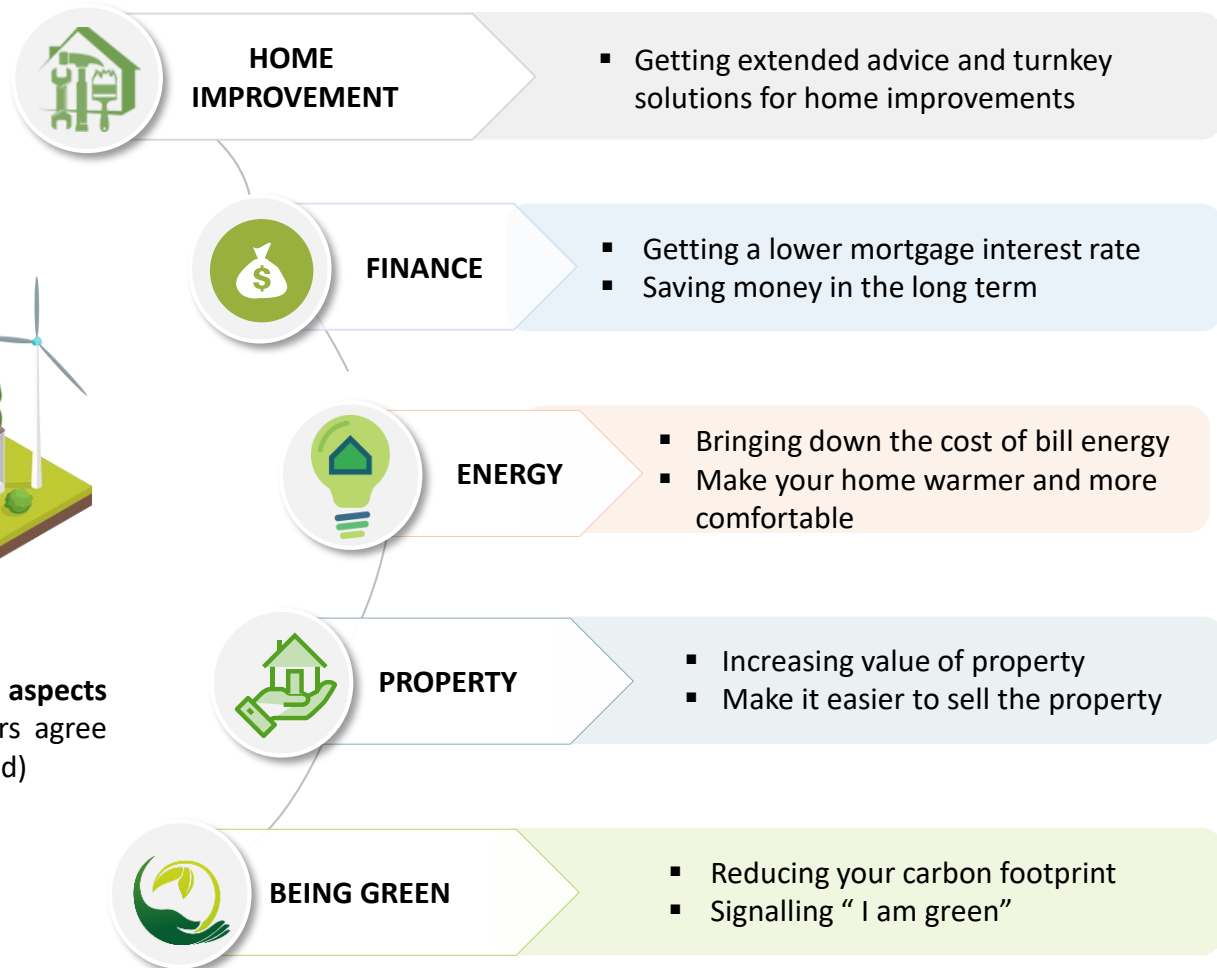 HOME
IMPROVEMENT
▪ Getting extended advice and turnkey
solutions for home improvements
FINANCE
▪ Getting a lower mortgage interest rate
▪ Saving money in the long term
$
ENERGY
▪ Bringing down the cost of bill energy
▪ Make your home warmer and more
comfortable
aspects
rs agree
d)
PROPERTY
▪ Increasing value of property
▪ Make it easier to sell the property
BEING GREEN
▪ Reducing your carbon footprint
▪ Signalling “ I am green”